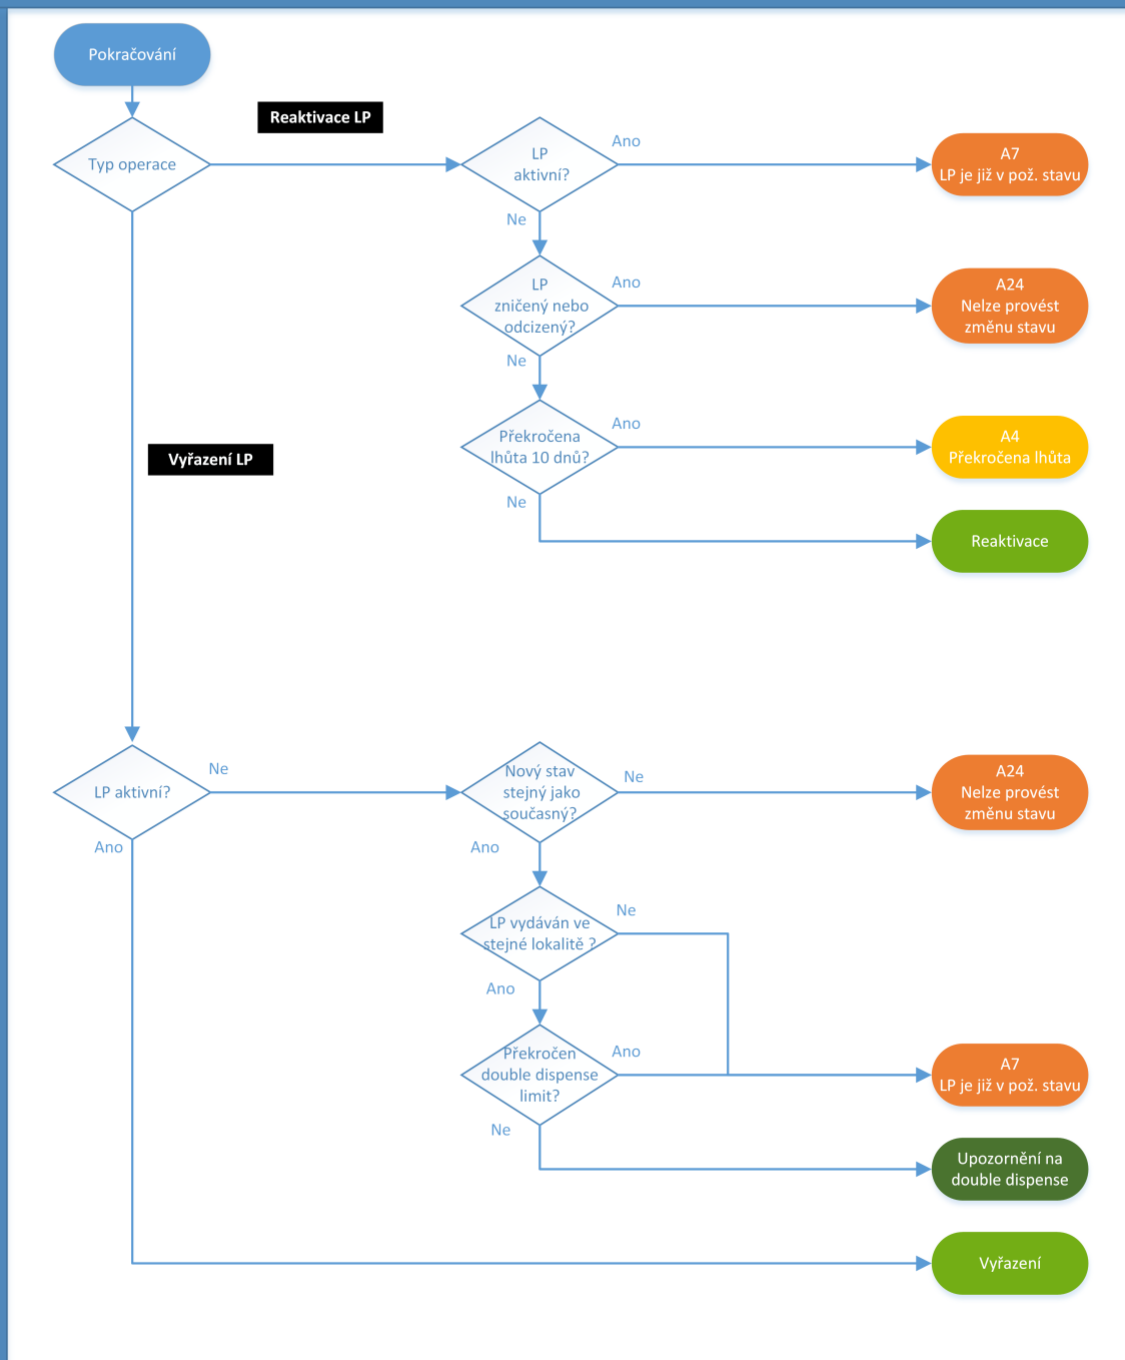 Pokračování
Reaktivace LP
Typ operace
LP
aktivní?
Ano
A7
LP je již v pož. stavu
Ne
LP
zničený nebo
odcizený?
Ano
A24
Nelze provést
změnu stavu
Ne
Překročena
lhůta 10 dnů?
Ano
A4
Překročena lhůta
Ne
Reaktivace
Vyřazení LP
LP aktivní?
Ne
Nový stav
stejný jako
současný?
Ne
A24
Nelze provést
změnu stavu
Ano
Ano
LP vydáván ve
stejné lokalitě ?
Ne
Ano
Překročen
double dispense
limit?
Ano
A7
LP je již v pož. stavu
Ne
Upozornění na
double dispense
Vyřazení